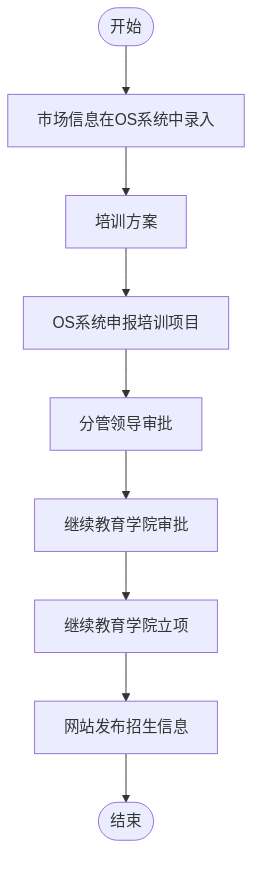 开始
市场信息在OS系统中录入
培训方案
OS系统申报培训项目
分管领导审批
继续教育学院审批
继续教育学院立项
网站发布招生信息
结束